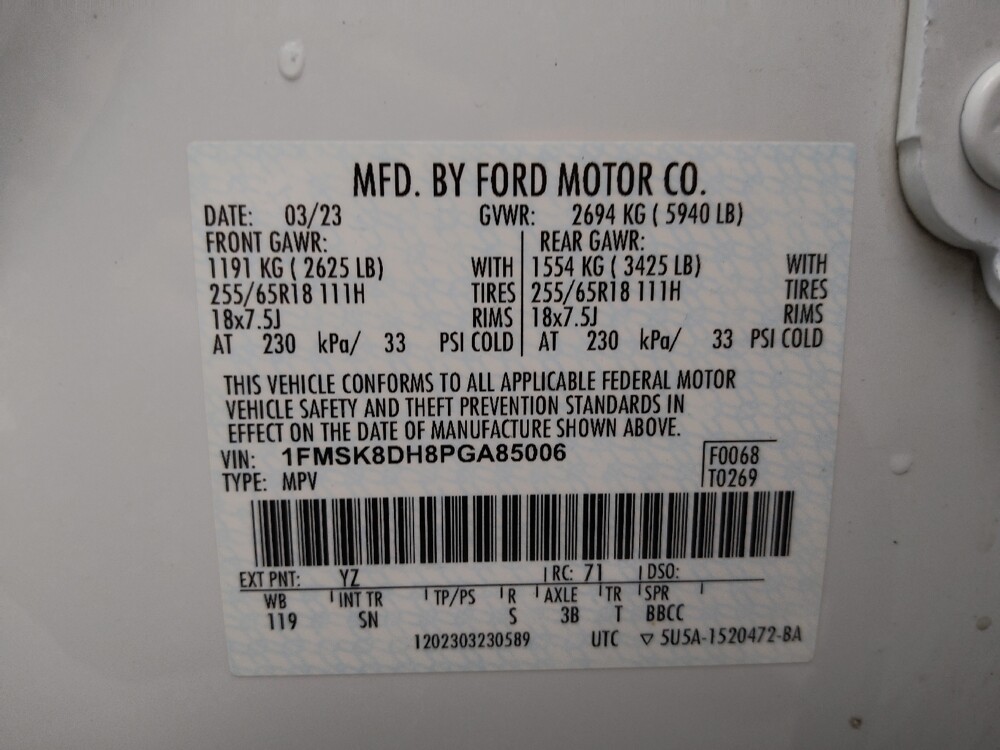 MFD. BY FORD MOTOR CO.
DATE: 03/23 GVWR: 2694 KG ( 5940 LB)
FRONT GAWR: REAR GAWR:
1191 KG ( 2625 LB) WITH 1554 KG ( 3425 LB) WITH
255/65R18 111H TIRES 255/65R18 111H TIRES
18x7.5J RIMS 18x7.5J RIMS
AT 230 kPa/ 33 PSI COLD AT 230 kPa/ 33 PSI COLD
THIS VEHICLE CONFORMS TO ALL APPLICABLE FEDERAL MOTOR
VEHICLE SAFETY AND THEFT PREVENTION STANDARDS IN
EFFECT ON THE DATE OF MANUFACTURE SHOWN ABOVE.
VIN: 1FMSK8DH8PGA85006 F0068
TYPE: MPV T0269
EXT PNT: YZ RC: 71 DSO:
WB INT TR TP/PS R AXLE TR SPR
119 SN S 3B T BBCC
1202303230589 UTC ▽ 5U5A-1520472-BA